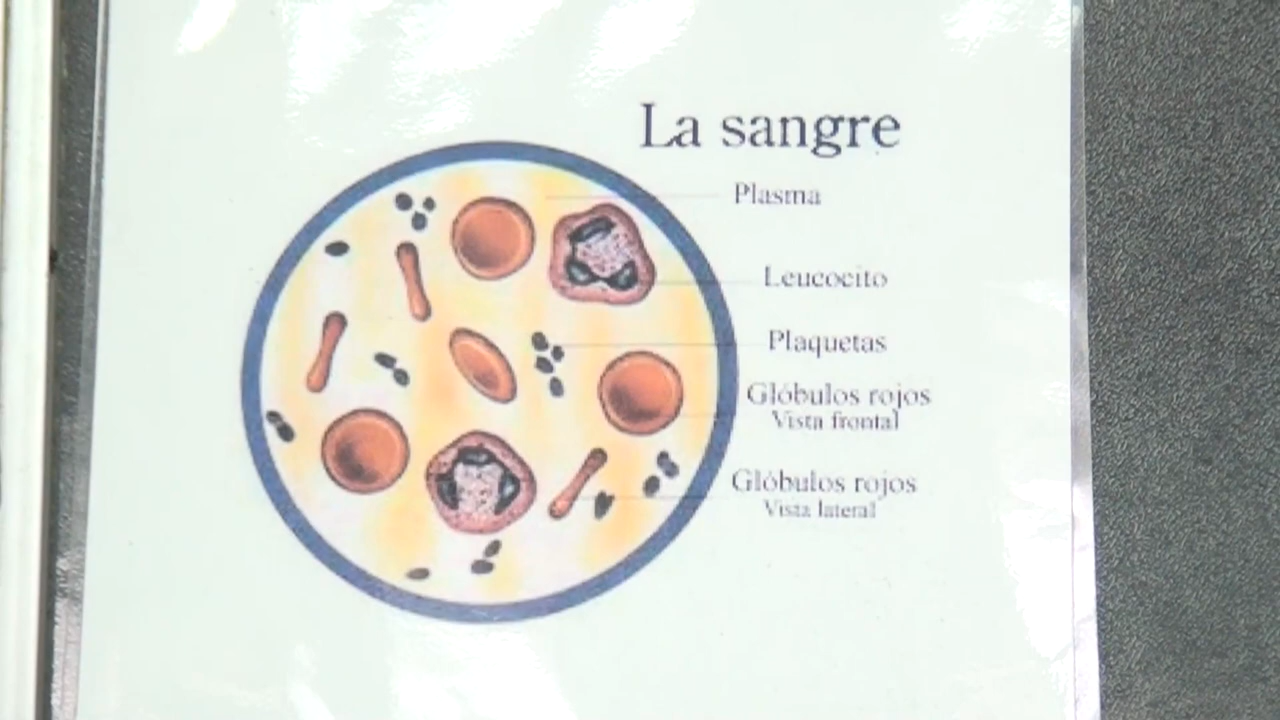 La sangre
Plasma
Leucocito
Plaquetas
Glóbulos rojos
Vista frontal
Glóbulos rojos
Vista lateral